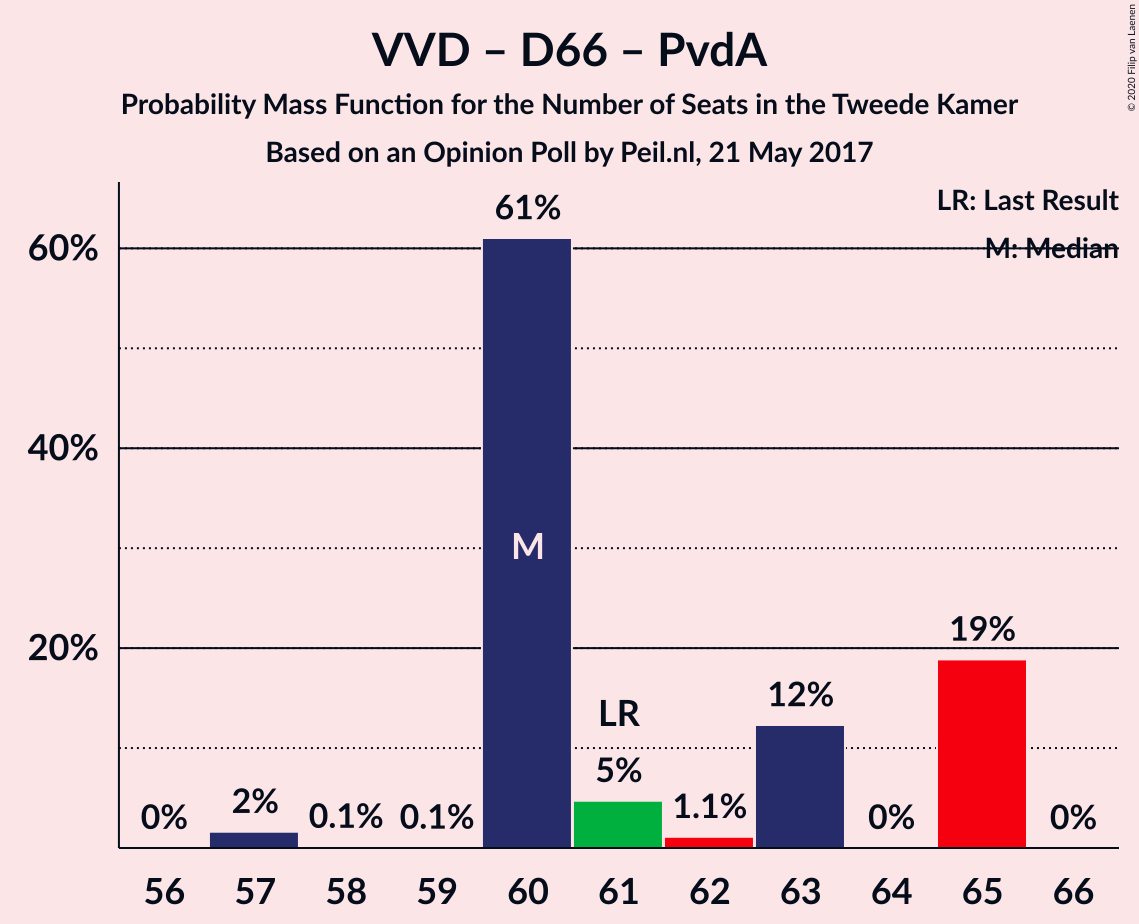 VVD – D66 – PvdA
Probability Mass Function for the Number of Seats in the Tweede Kamer
Based on an Opinion Poll by Peil.nl, 21 May 2017
© 2020 Filip van Laenen
LR: Last Result
M: Median
60%
40%
20%
0%
2%
0.1%
0.1%
61%
M
LR
5%
1.1%
12%
0%
19%
0%
56 57 58 59 60 61 62 63 64 65 66